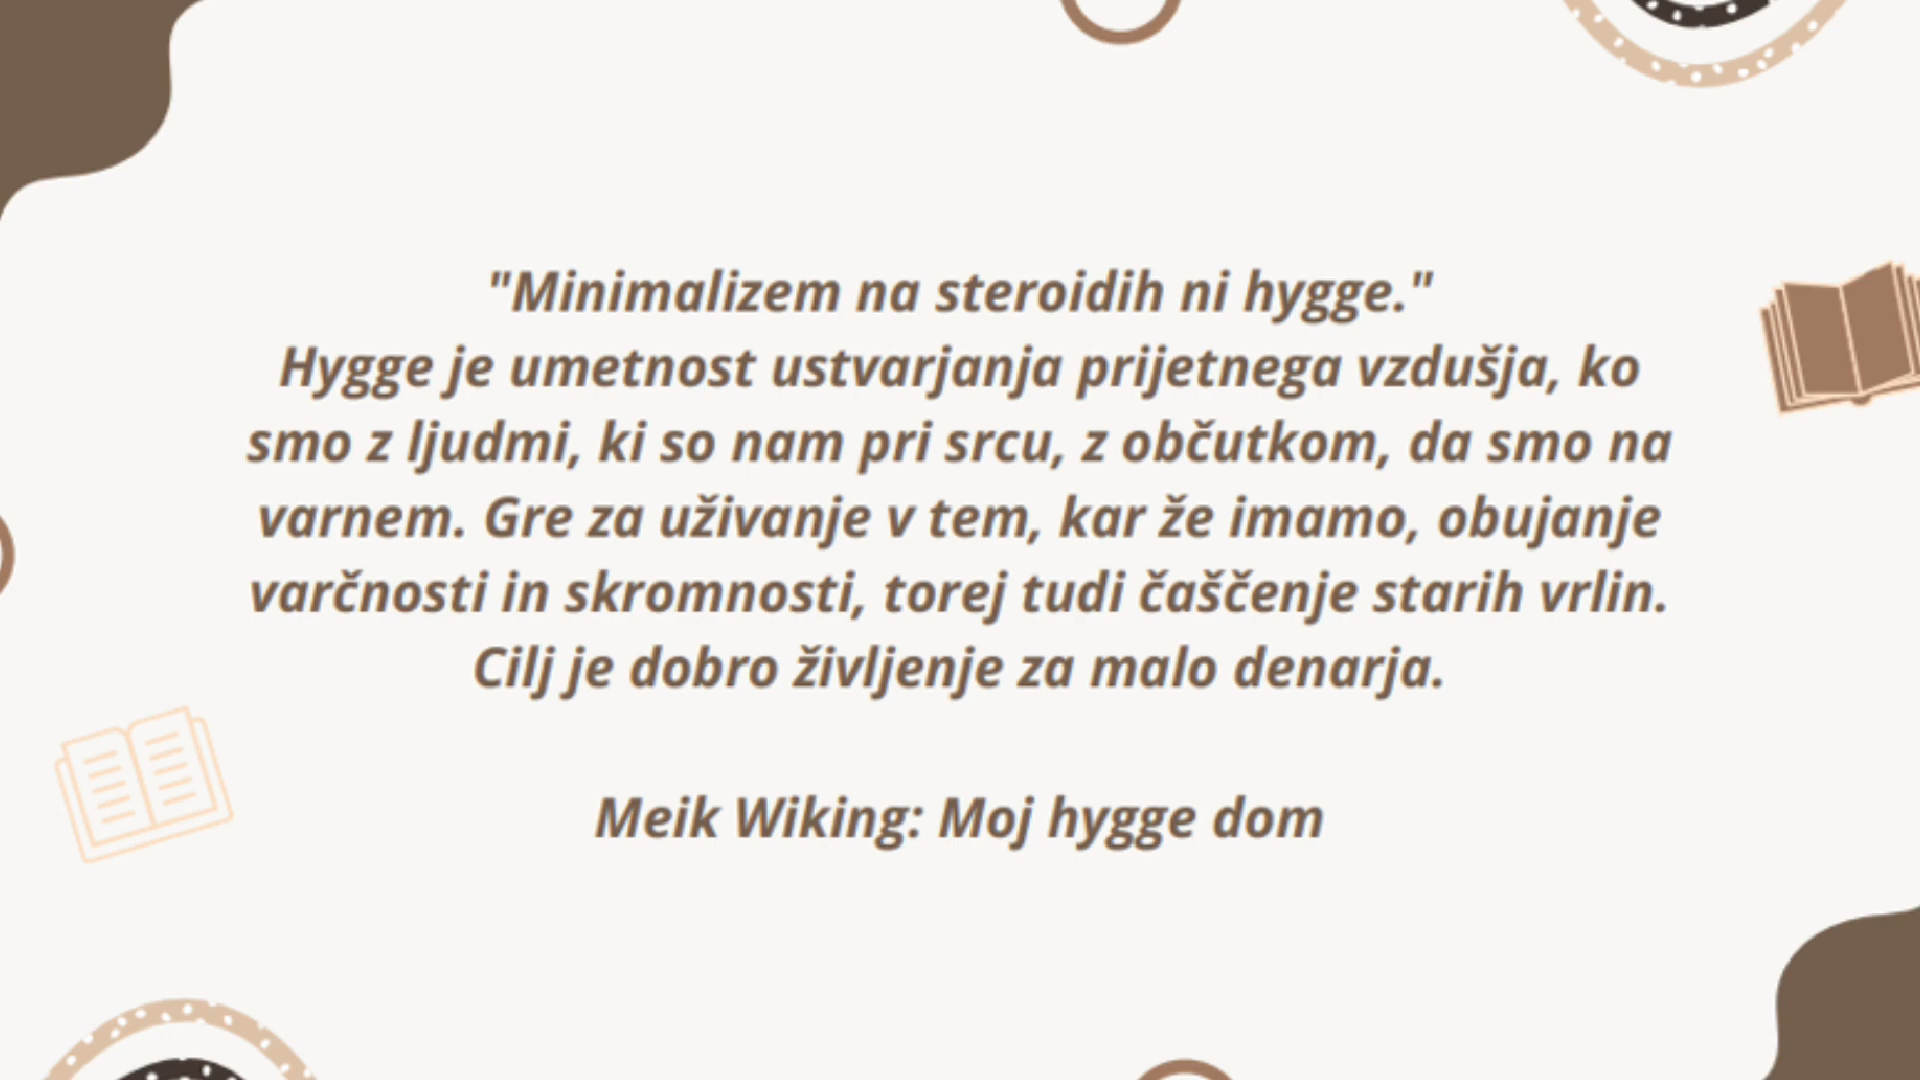 "Minimalizem na steroidih ni hygge."
Hygge je umetnost ustvarjanja prijetnega vzdušja, ko
smo z ljudmi, ki so nam pri srcu, z občutkom, da smo na
varnem. Gre za uživanje v tem, kar že imamo, obujanje
varčnosti in skromnosti, torej tudi čaščenje starih vrlin.
Cilj je dobro življenje za malo denarja.
Meik Wiking: Moj hygge dom